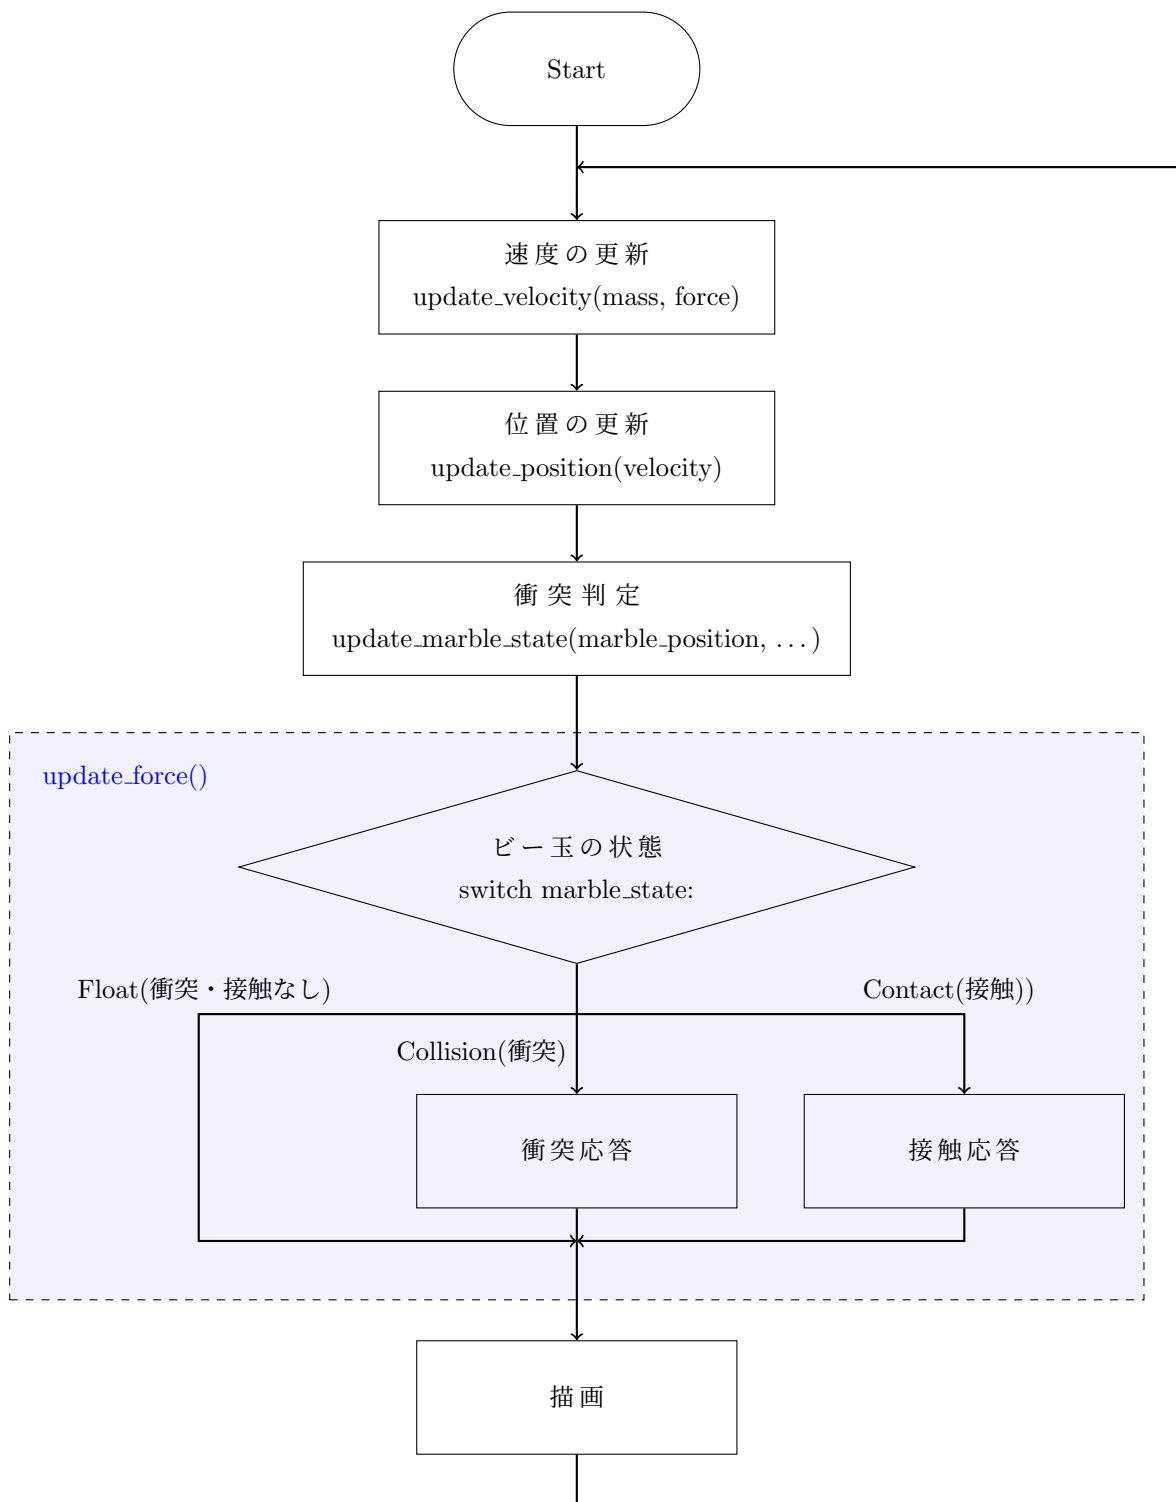 Start
速度の更新
update_velocity(mass, force)
位置の更新
update_position(velocity)
衝突判定
update_marble_state(marble_position, ...)
update_force()
ビー玉の状態
switch marble_state:
Float(衝突・接触なし)
Contact(接触))
Collision(衝突)
衝突応答
接触応答
描画